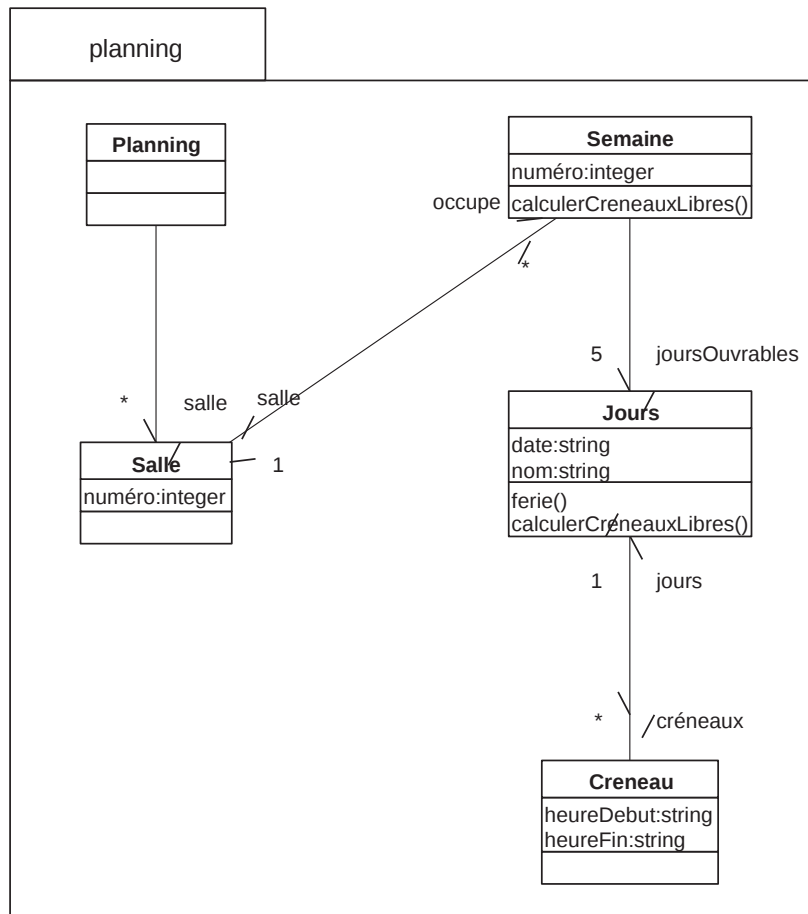 planning
Planning
Semaine
numéro:integer
calculerCreneauxLibres()
occupe
*
5
joursOuvrables
*
salle
salle
1
Salle
numéro:integer
Jours
date:string
nom:string
ferie()
calculerCréneauxLibres()
1
jours
*
créneaux
Creneau
heureDebut:string
heureFin:string